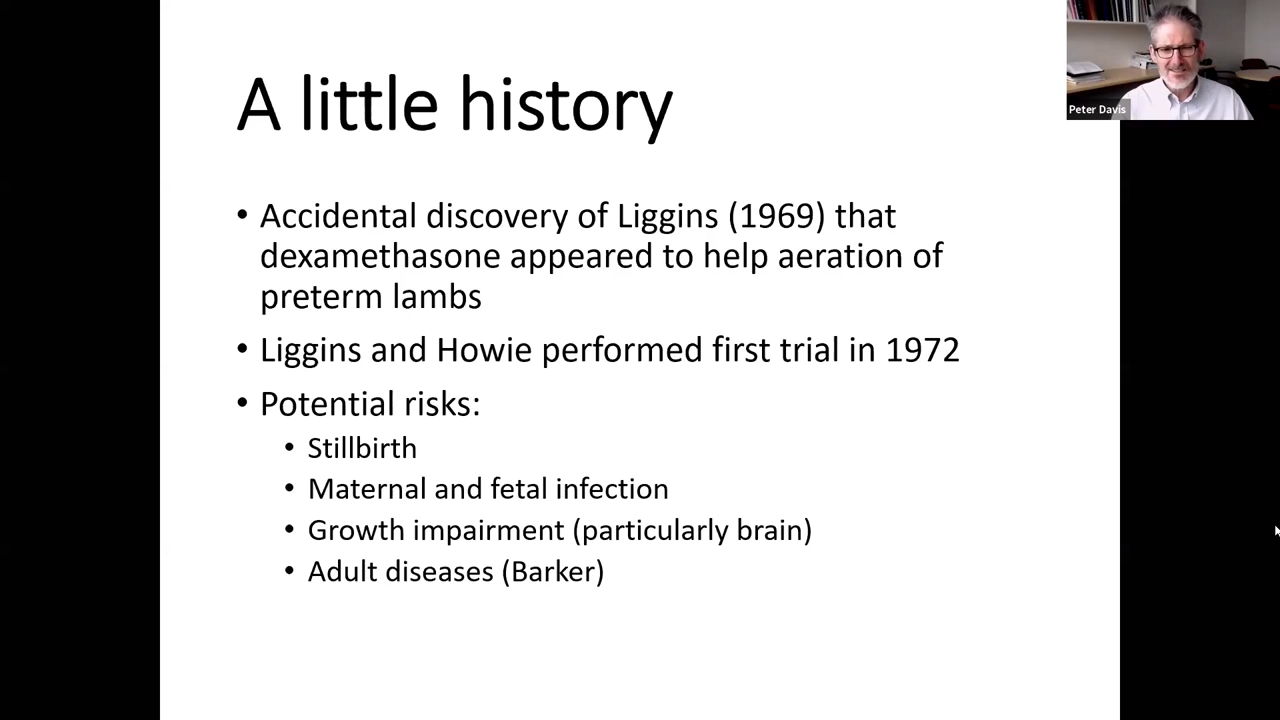 A little history
Peter Davis
• Accidental discovery of Liggins (1969) that
dexamethasone appeared to help aeration of
preterm lambs
• Liggins and Howie performed first trial in 1972
• Potential risks:
• Stillbirth
• Maternal and fetal infection
• Growth impairment (particularly brain)
• Adult diseases (Barker)